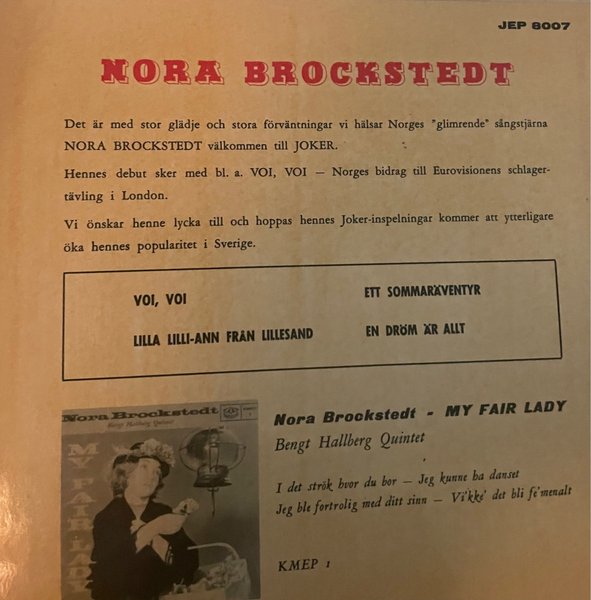 JEP 8007
NORA BROCKSTEDT
Det är med stor glädje och stora förväntningar vi hälsar Norges "glimrende" sångstjärna
NORA BROCKSTEDT välkommen till JOKER.
Hennes debut sker med bl. a. VOI, VOI — Norges bidrag till Eurovisionens schlager-
tävling i London.
Vi önskar henne lycka till och hoppas hennes Joker-inspelningar kommer att ytterligare
öka hennes popularitet i Sverige.
VOI, VOI
LILLA LILLI-ANN FRÅN LILLESAND
ETT SOMMARÄVENTYR
EN DRÖM ÄR ALLT
Nora Brockstedt
Bengt Hallberg Quintet
MY FAIR LADY
Nora Brockstedt - MY FAIR LADY
Bengt Hallberg Quintet
I det strök hvor du bor — Jeg kunne ha danset
Jeg ble fortrolig med ditt sinn — Vi'kke' det bli fe'menalt
KMEP 1